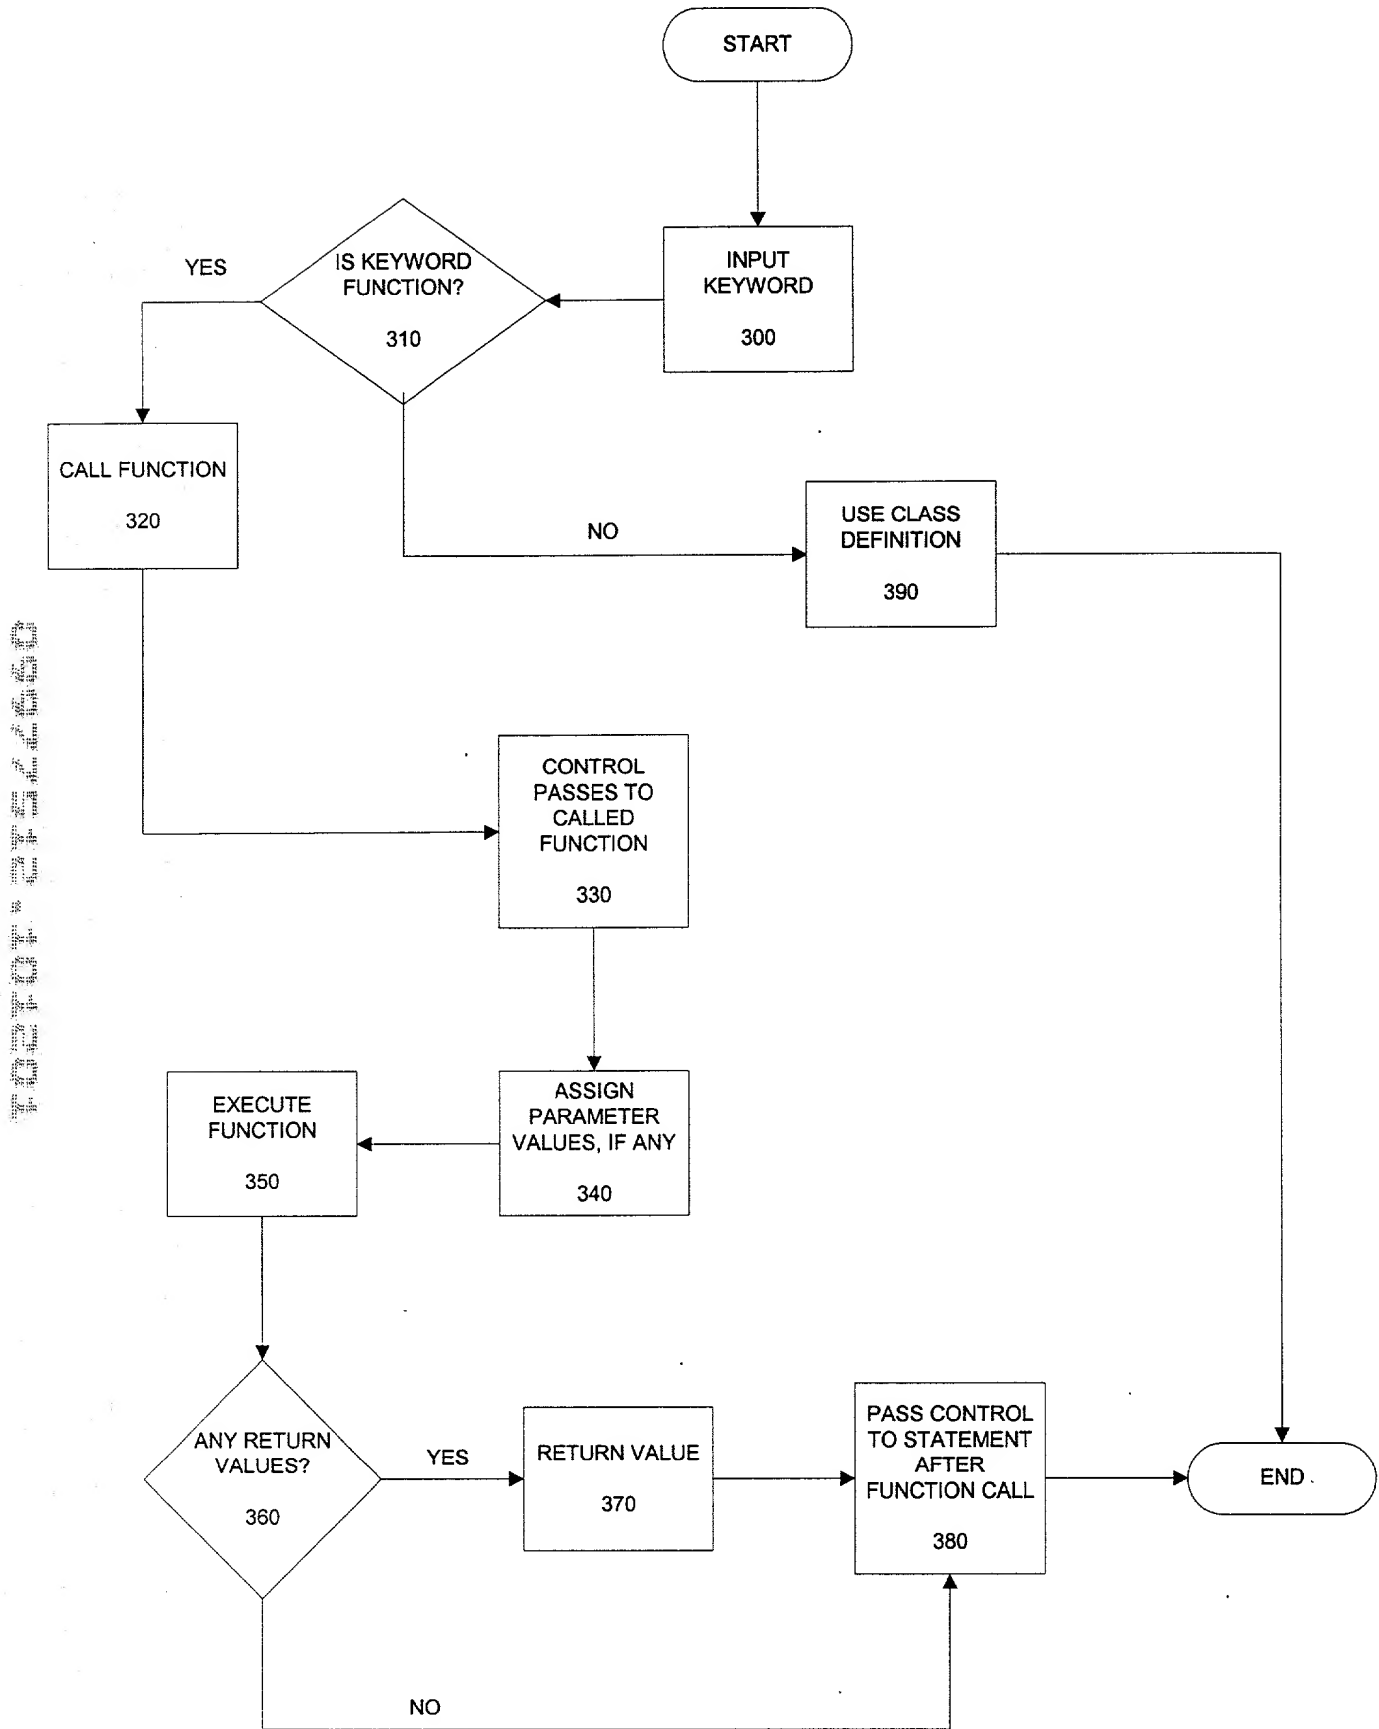 START
INPUT
KEYWORD
300
IS KEYWORD
FUNCTION?
310
YES
CALL FUNCTION
320
NO
USE CLASS
DEFINITION
390
CONTROL
PASSES TO
CALLED
FUNCTION
330
ASSIGN
PARAMETER
VALUES, IF ANY
340
EXECUTE
FUNCTION
350
ANY RETURN
VALUES?
360
YES
RETURN VALUE
370
PASS CONTROL
TO STATEMENT
AFTER
FUNCTION CALL
380
END
NO